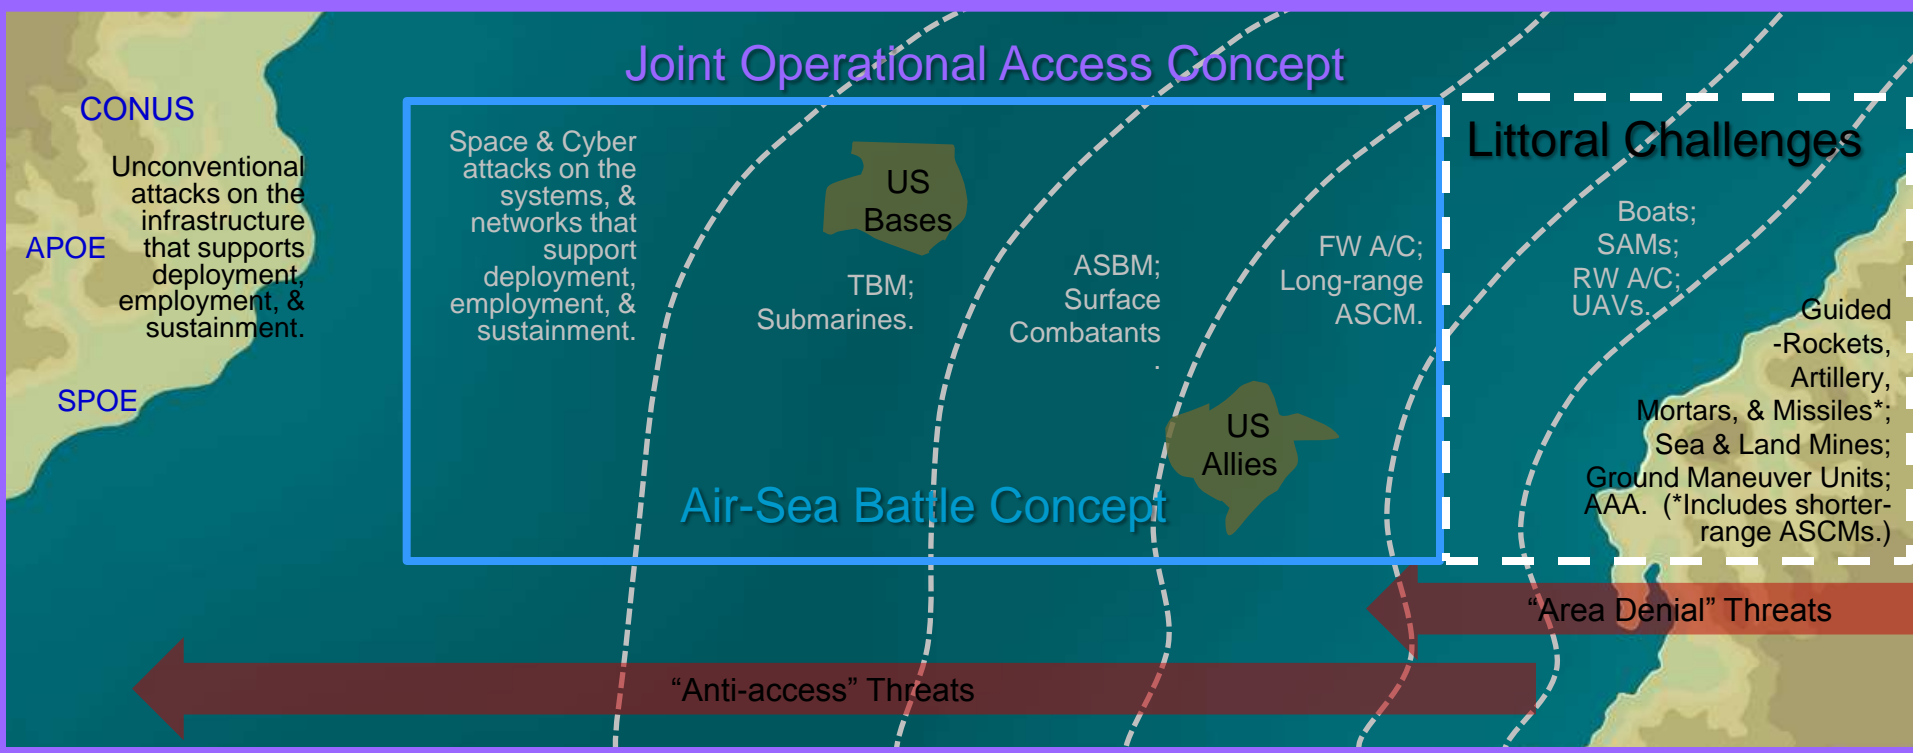 Joint Operational Access Concept
CONUS
Unconventional
attacks on the
infrastructure
that supports
deployment,
employment, &
sustainment.
APOE
SPOE
Space & Cyber
attacks on the
systems, &
networks that
support
deployment,
employment, &
sustainment.
US
Bases
TBM;
Submarines.
ASBM;
Surface
Combatants
.
FW A/C;
Long-range
ASCM.
US
Allies
Air-Sea Battle Concept
Littoral Challenges
Boats;
SAMs;
RW A/C;
UAVs.
Guided
-Rockets,
Artillery,
Mortars, & Missiles*;
Sea & Land Mines;
Ground Maneuver Units;
AAA. (*Includes shorter-
range ASCMs.)
“Area Denial” Threats
“Anti-access” Threats